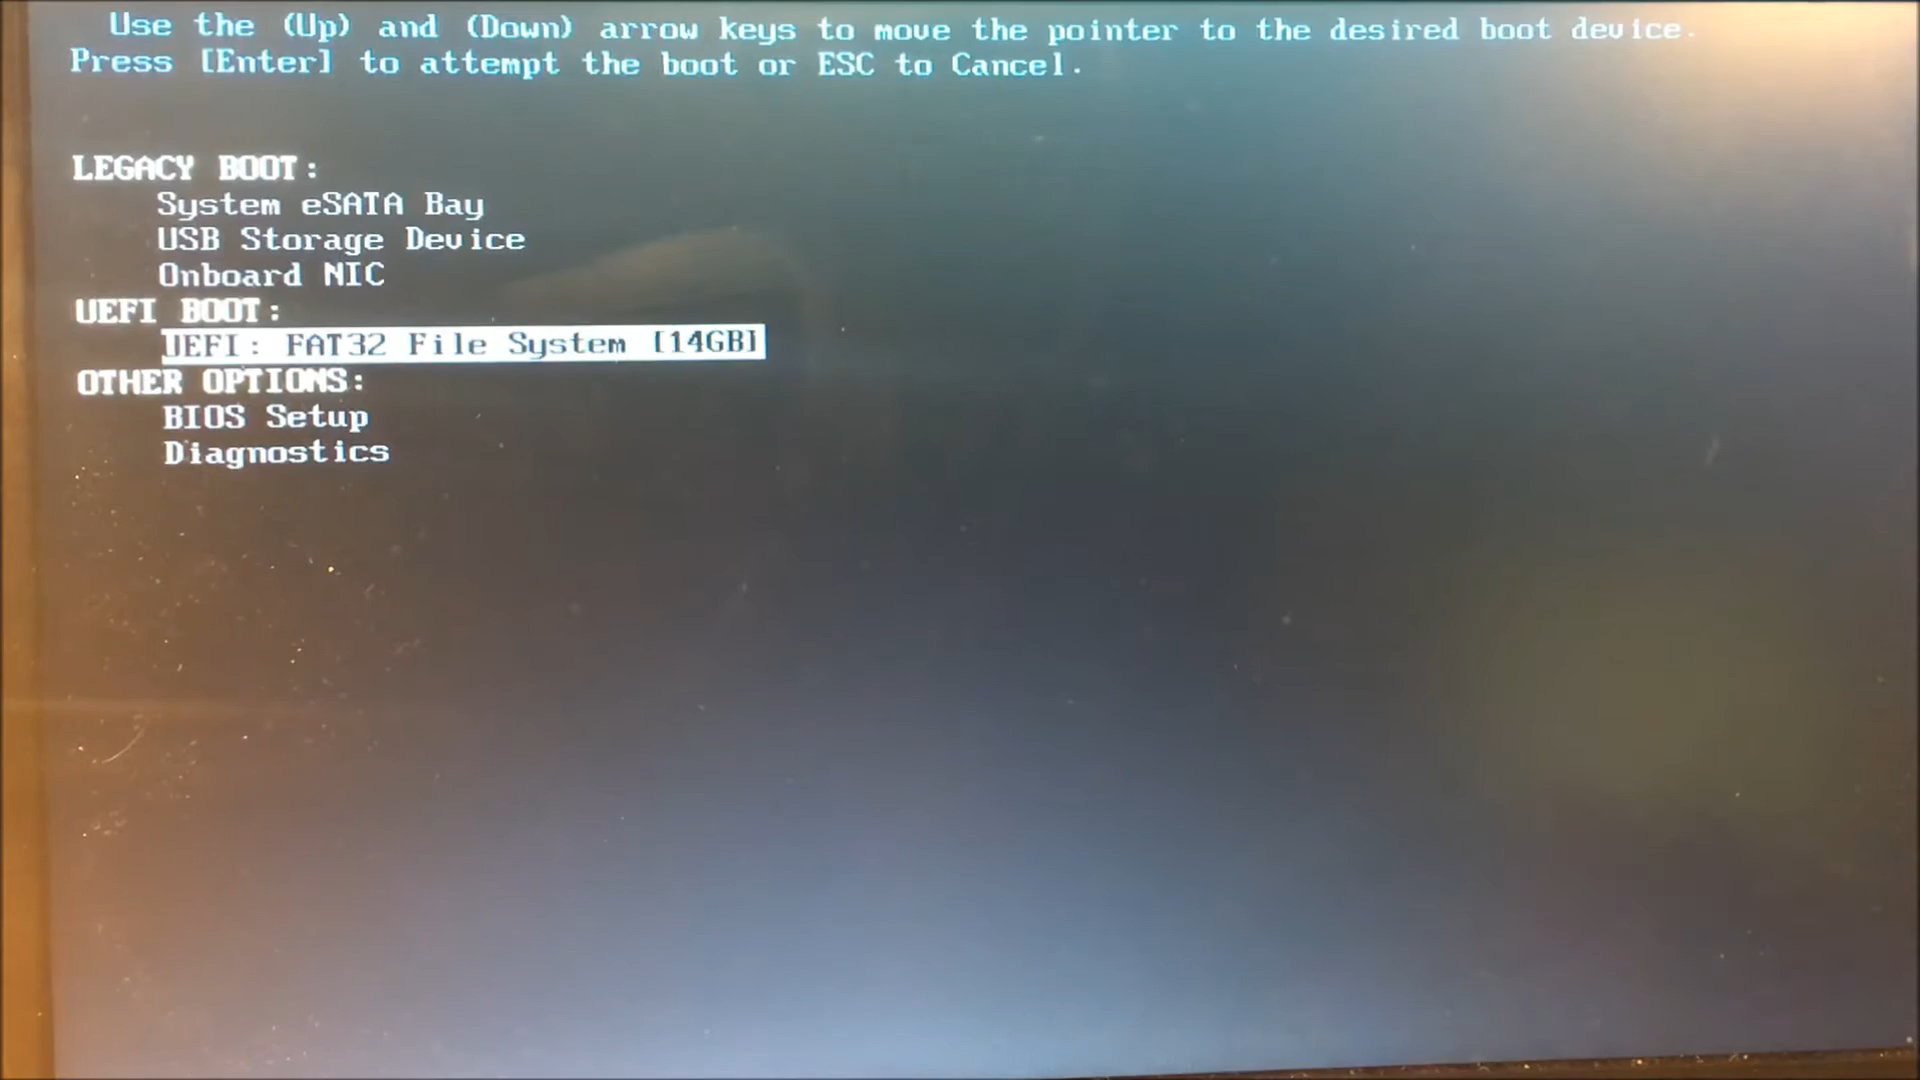 Use the (Up) and (Down) arrow keys to move the pointer to the desired boot device.
Press [Enter] to attempt the boot or ESC to Cancel.
LEGACY BOOT:
System eSATA Bay
USB Storage Device
Onboard NIC
UEFI BOOT:
UEFI: FAT32 File System [14GB]
OTHER OPTIONS:
BIOS Setup
Diagnostics